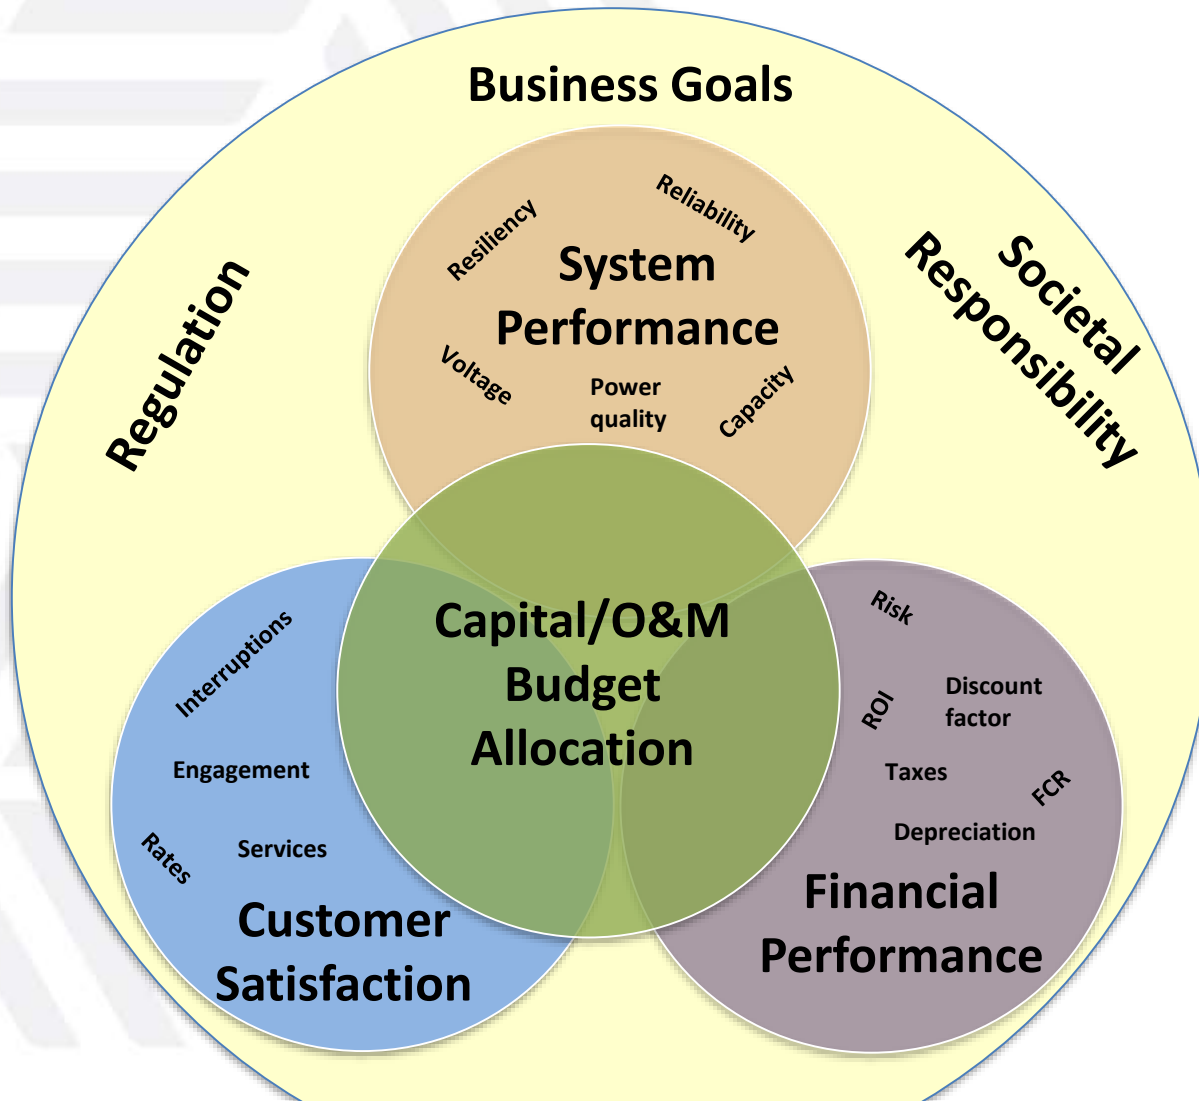 Business Goals
Regulation
Societal
Responsibility
Resiliency
Reliability
System
Performance
Voltage
Power
quality
Capacity
Capital/O&M
Budget
Allocation
Interruptions
Engagement
Rates
Services
Customer
Satisfaction
Risk
ROI
Discount
factor
Taxes
FCR
Depreciation
Financial
Performance